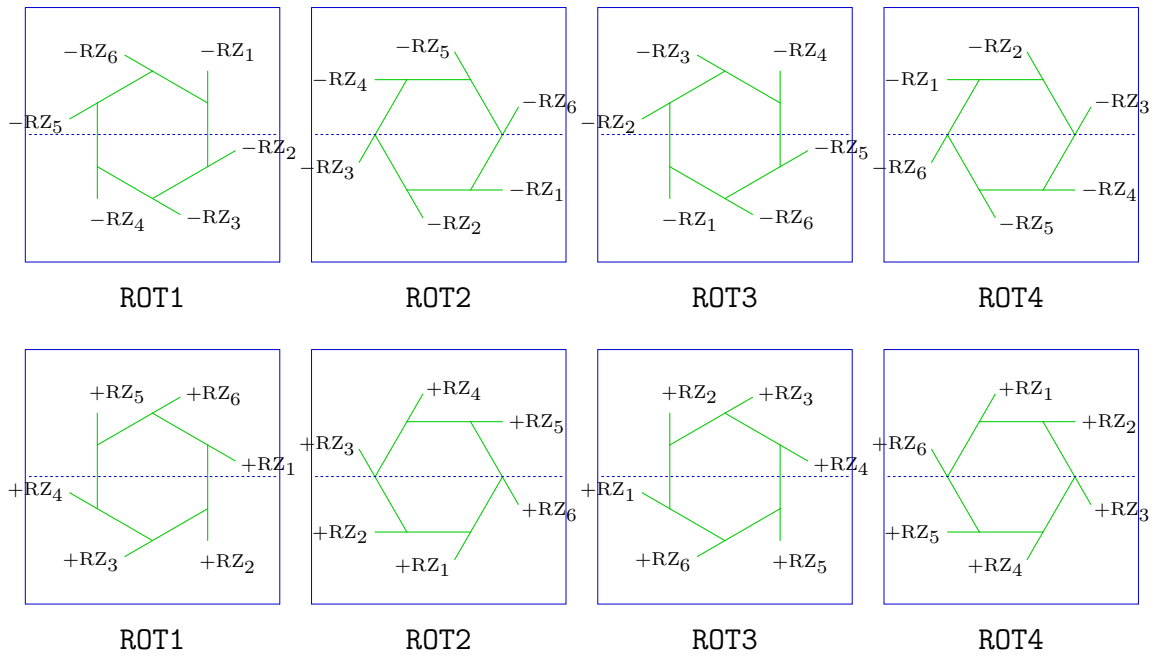 −RZ₆ −RZ₁
−RZ₅
−RZ₂
−RZ₄ −RZ₃
ROT1
−RZ₅
−RZ₄
−RZ₆
−RZ₃
−RZ₁
−RZ₂
ROT2
−RZ₃ −RZ₄
−RZ₂
−RZ₅
−RZ₁ −RZ₆
ROT3
−RZ₂
−RZ₁
−RZ₃
−RZ₆
−RZ₄
−RZ₅
ROT4
+RZ₅ +RZ₆
+RZ₁
+RZ₄
+RZ₃ +RZ₂
ROT1
+RZ₄
+RZ₅
+RZ₃
+RZ₆
+RZ₂
+RZ₁
ROT2
+RZ₂ +RZ₃
+RZ₄
+RZ₁
+RZ₆ +RZ₅
ROT3
+RZ₁
+RZ₂
+RZ₆
+RZ₃
+RZ₅
+RZ₄
ROT4